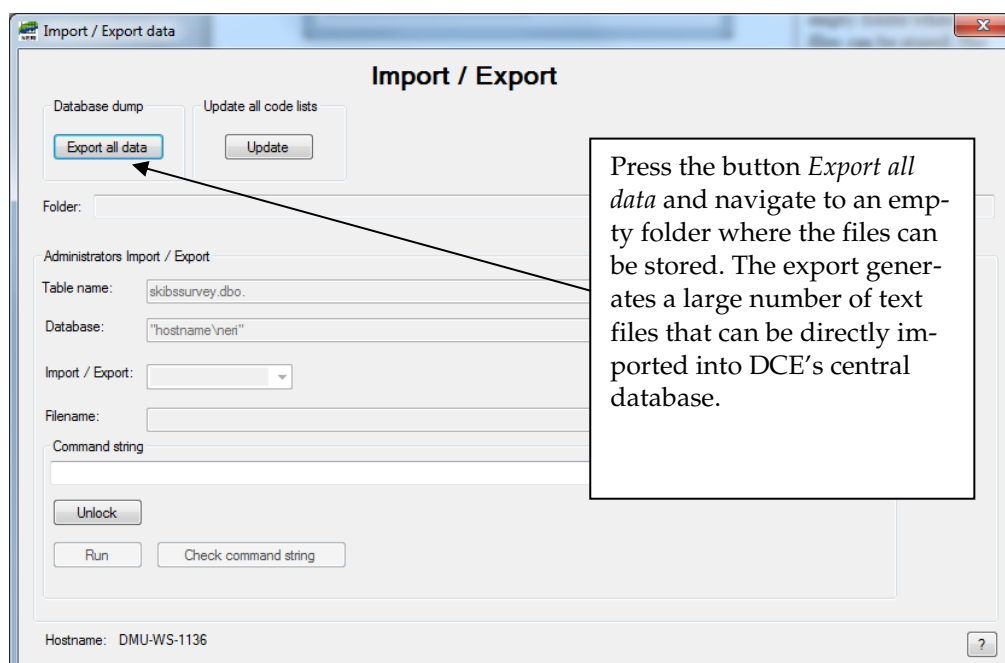 Import / Export data
Import / Export
Database dump
Update all code lists
Export all data
Update
Press the button Export all
data and navigate to an emp-
ty folder where the files can
be stored. The export gener-
ates a large number of text
files that can be directly im-
ported into DCE's central
database.
Folder:
Administrators Import / Export
Table name:
skibssurvey.dbo.
Database:
"hostname\neri"
Import / Export:
Filename:
Command string
Unlock
Run
Check command string
Hostname: DMU-WS-1136
?